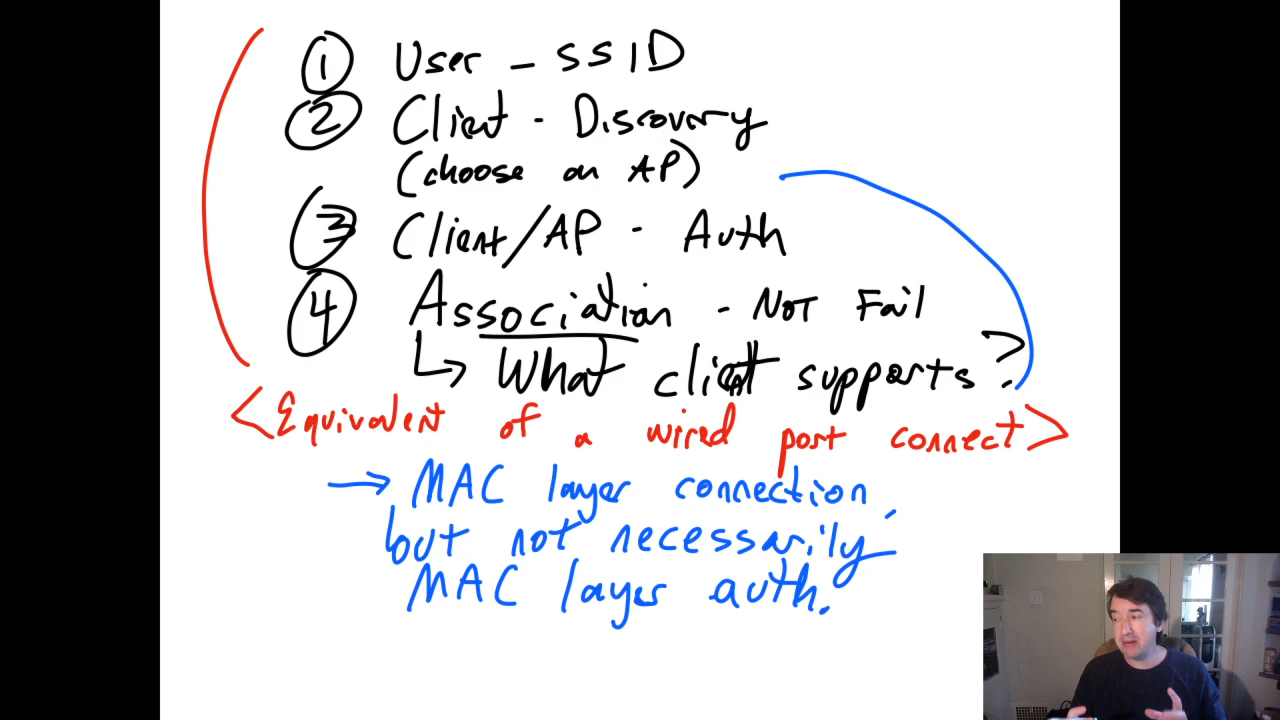 ① User - SSID
② Client - Discovery
(choose an AP)
③ Client/AP - Auth
④ Association - NOT Fail
↳ What client supports?
<Equivalent of a wired port connect>
→ MAC layer connection,
but not necessarily
MAC layer auth.